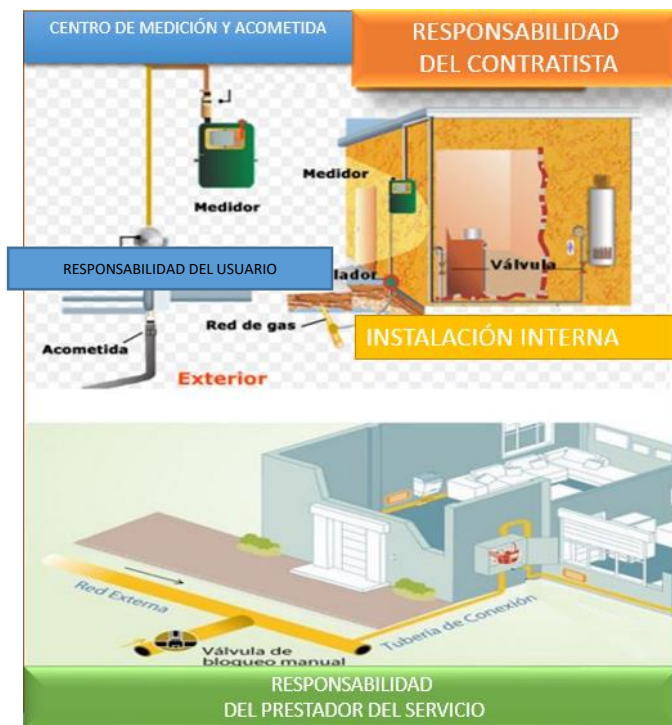 CENTRO DE MEDICIÓN Y ACOMETIDA
RESPONSABILIDAD
DEL CONTRATISTA
Medidor
Medidor
RESPONSABILIDAD DEL USUARIO
lador
Válvula
Red de gas
Acometida
INSTALACIÓN INTERNA
Exterior
Red Externa
Tubería de Conexión
Válvula de
bloqueo manual
RESPONSABILIDAD
DEL PRESTADOR DEL SERVICIO